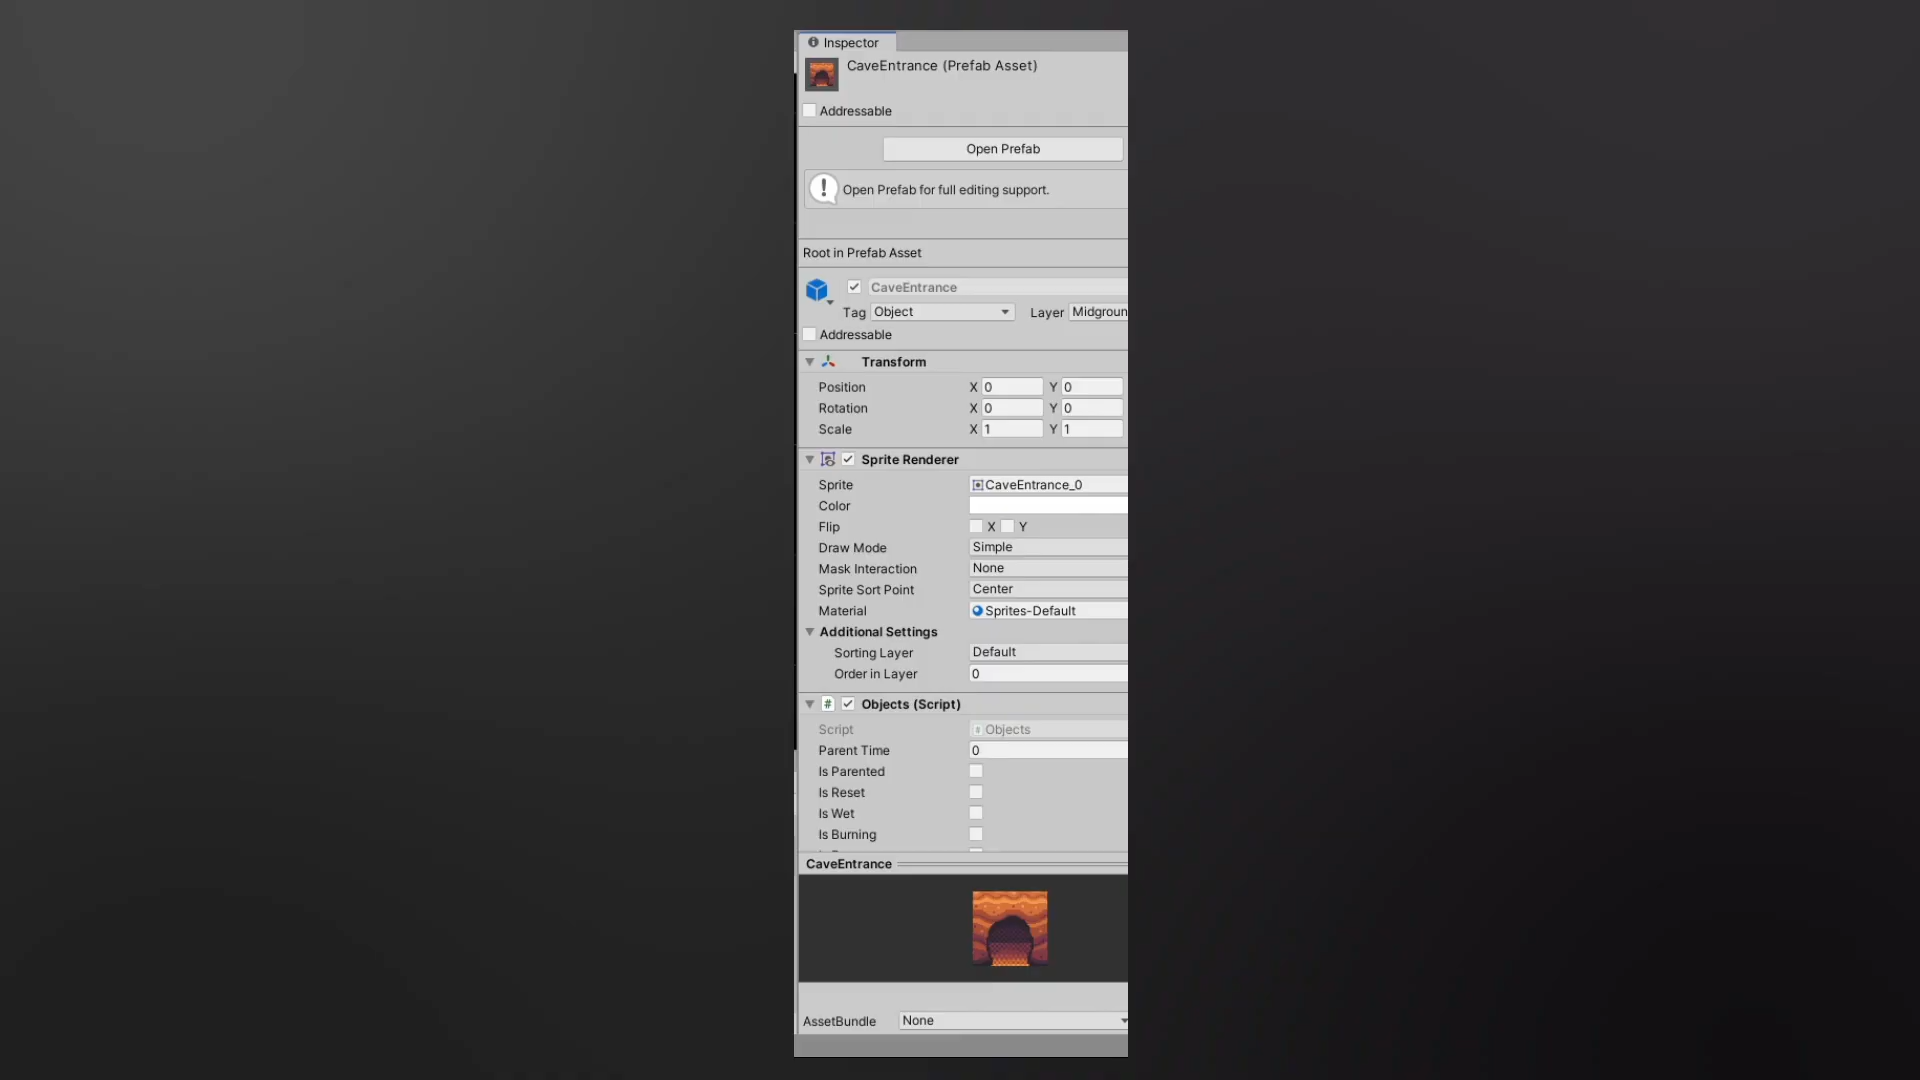 Inspector
CaveEntrance (Prefab Asset)
Addressable
Open Prefab
Open Prefab for full editing support.
Root in Prefab Asset
CaveEntrance
Tag Object Layer Midgroun
Addressable
Transform
Position X 0 Y 0
Rotation X 0 Y 0
Scale X 1 Y 1
Sprite Renderer
Sprite CaveEntrance_0
Color
Flip X Y
Draw Mode Simple
Mask Interaction None
Sprite Sort Point Center
Material Sprites-Default
Additional Settings
Sorting Layer Default
Order in Layer 0
# Objects (Script)
Script # Objects
Parent Time 0
Is Parented
Is Reset
Is Wet
Is Burning
CaveEntrance
AssetBundle None